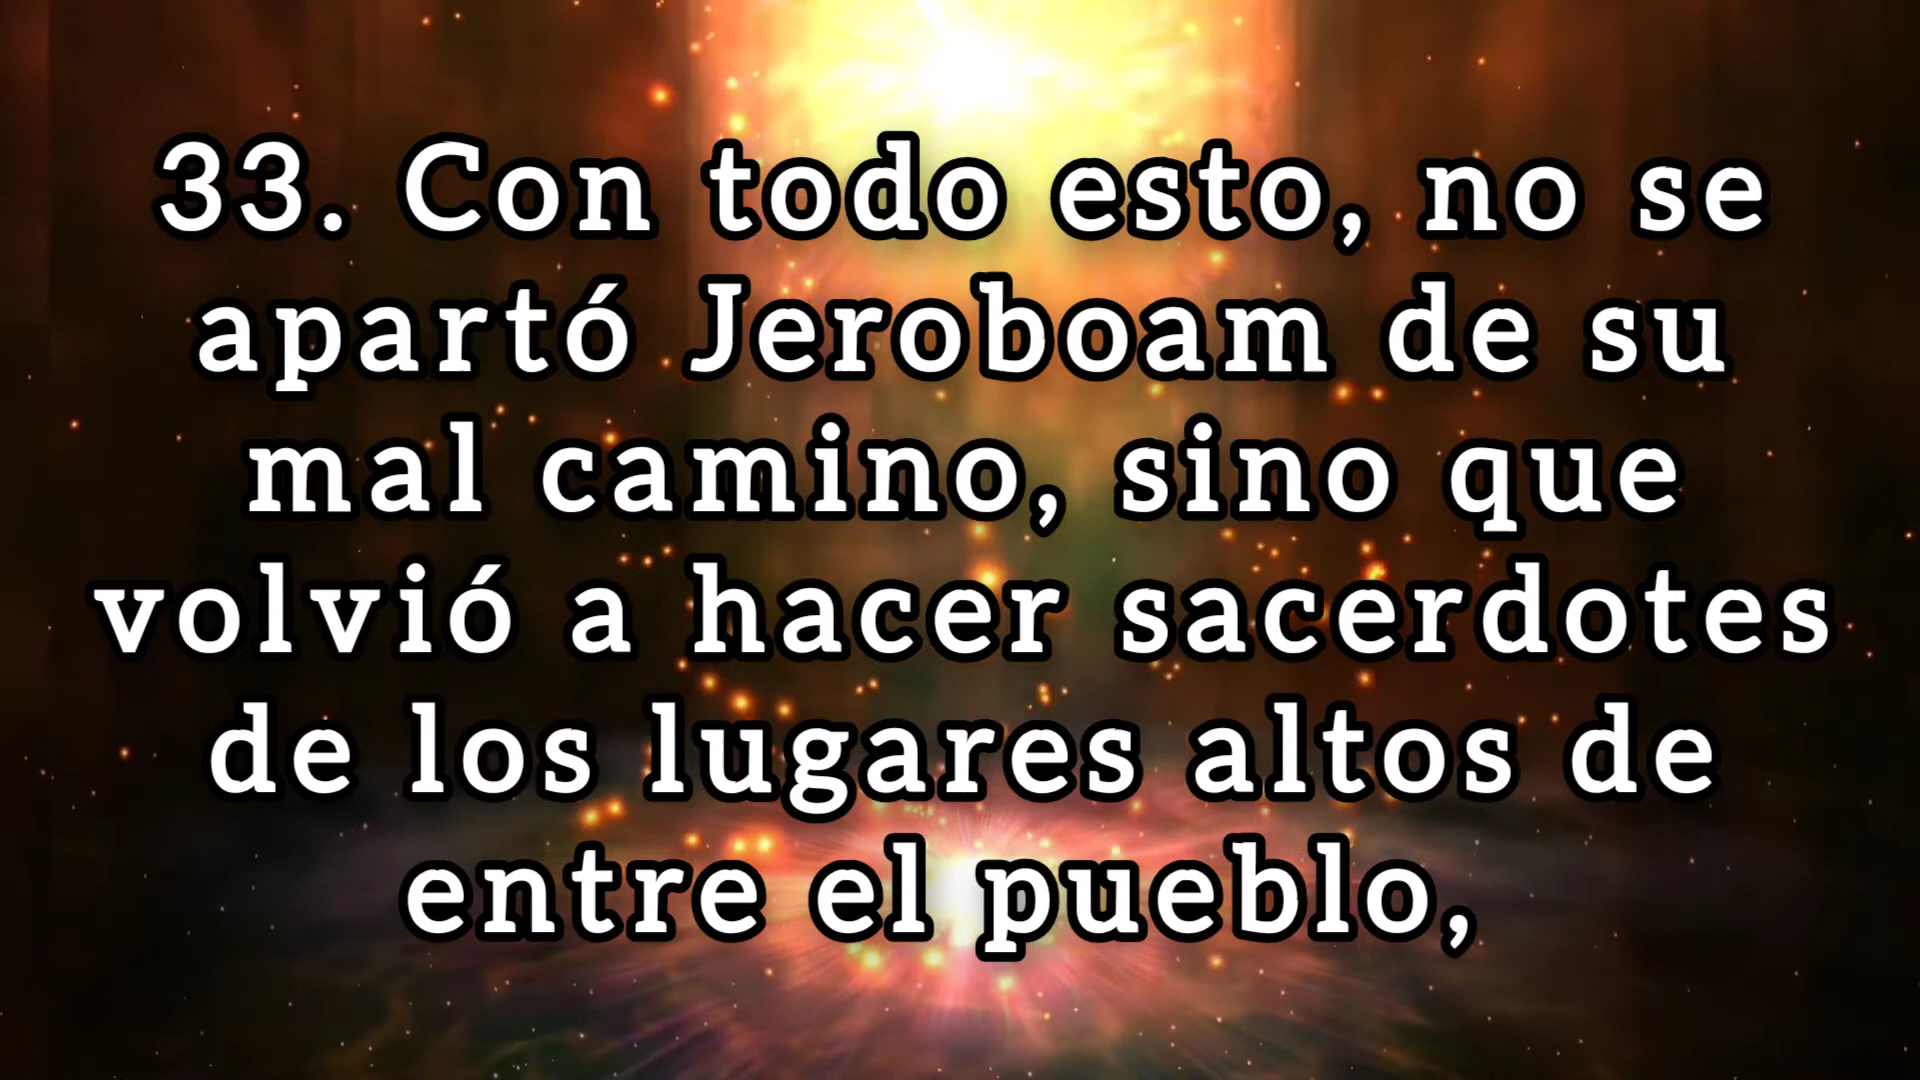 33. Con todo esto, no se
apartó Jeroboam de su
mal camino, sino que
volvió a hacer sacerdotes
de los lugares altos de
entre el pueblo,